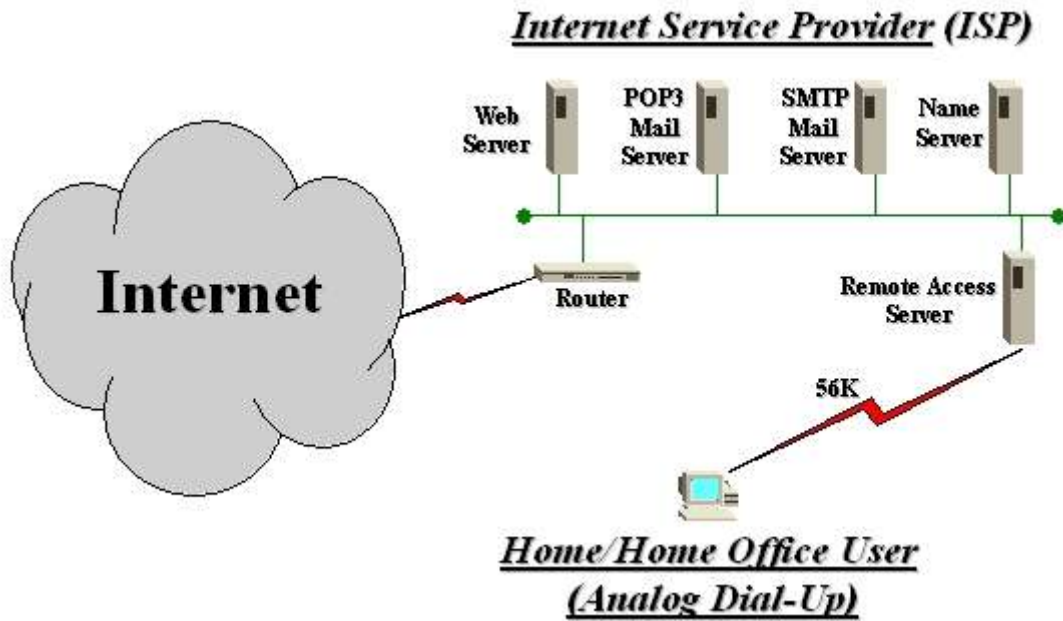 Internet Service Provider (ISP)
Web
Server
POP3
Mail
Server
SMTP
Mail
Server
Name
Server
Internet
Router
Remote Access
Server
56K
Home/Home Office User
(Analog Dial-Up)